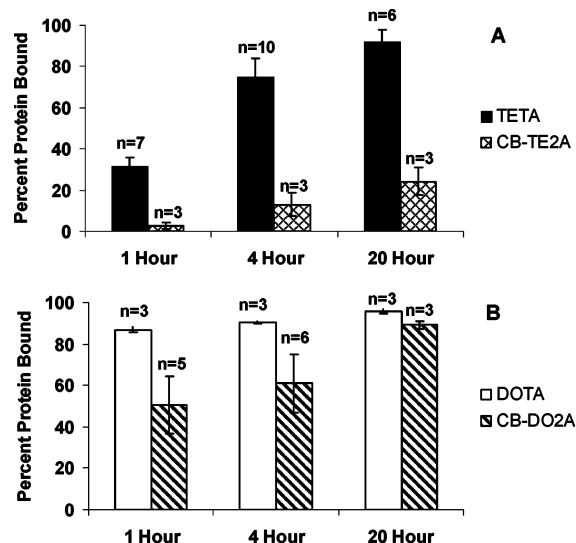 Percent Protein Bound
100
80
60
40
20
0
n=7
n=3
n=10
n=3
n=6
n=3
1 Hour
4 Hour
20 Hour
A
TETA
CB-TE2A
Percent Protein Bound
100
80
60
40
20
0
n=3
n=5
n=3
n=6
n=3
n=3
1 Hour
4 Hour
20 Hour
B
DOTA
CB-DO2A